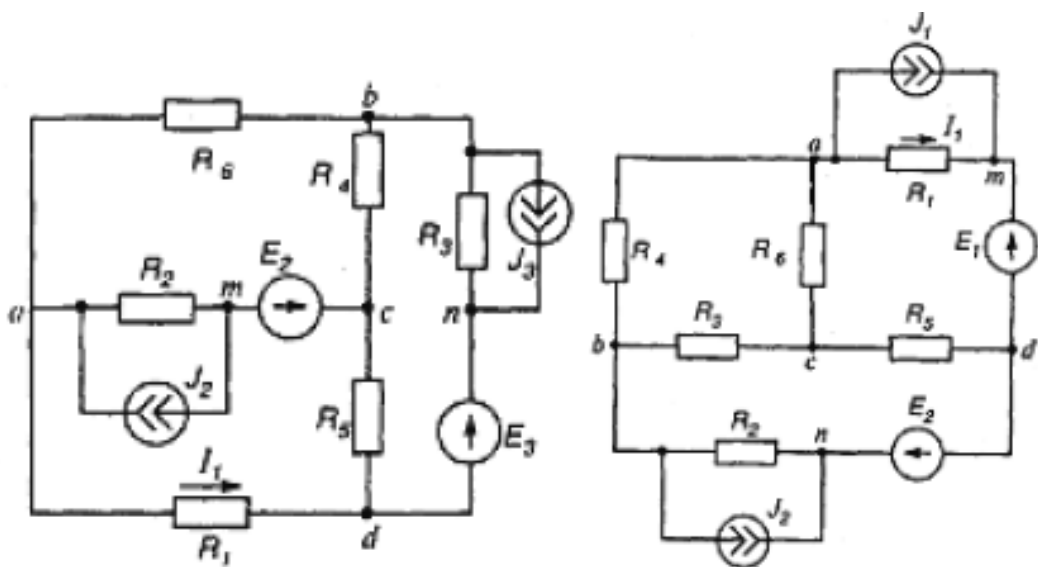 b
R₆
R₄
R₃
J₃
R₂
m
E₂
a
c
n
J₂
R₅
E₃
I₁
R₁
d
J₁
a
I₁
m
R₁
R₄
R₆
E₁
b
R₃
c
R₅
d
R₂
n
E₂
J₂